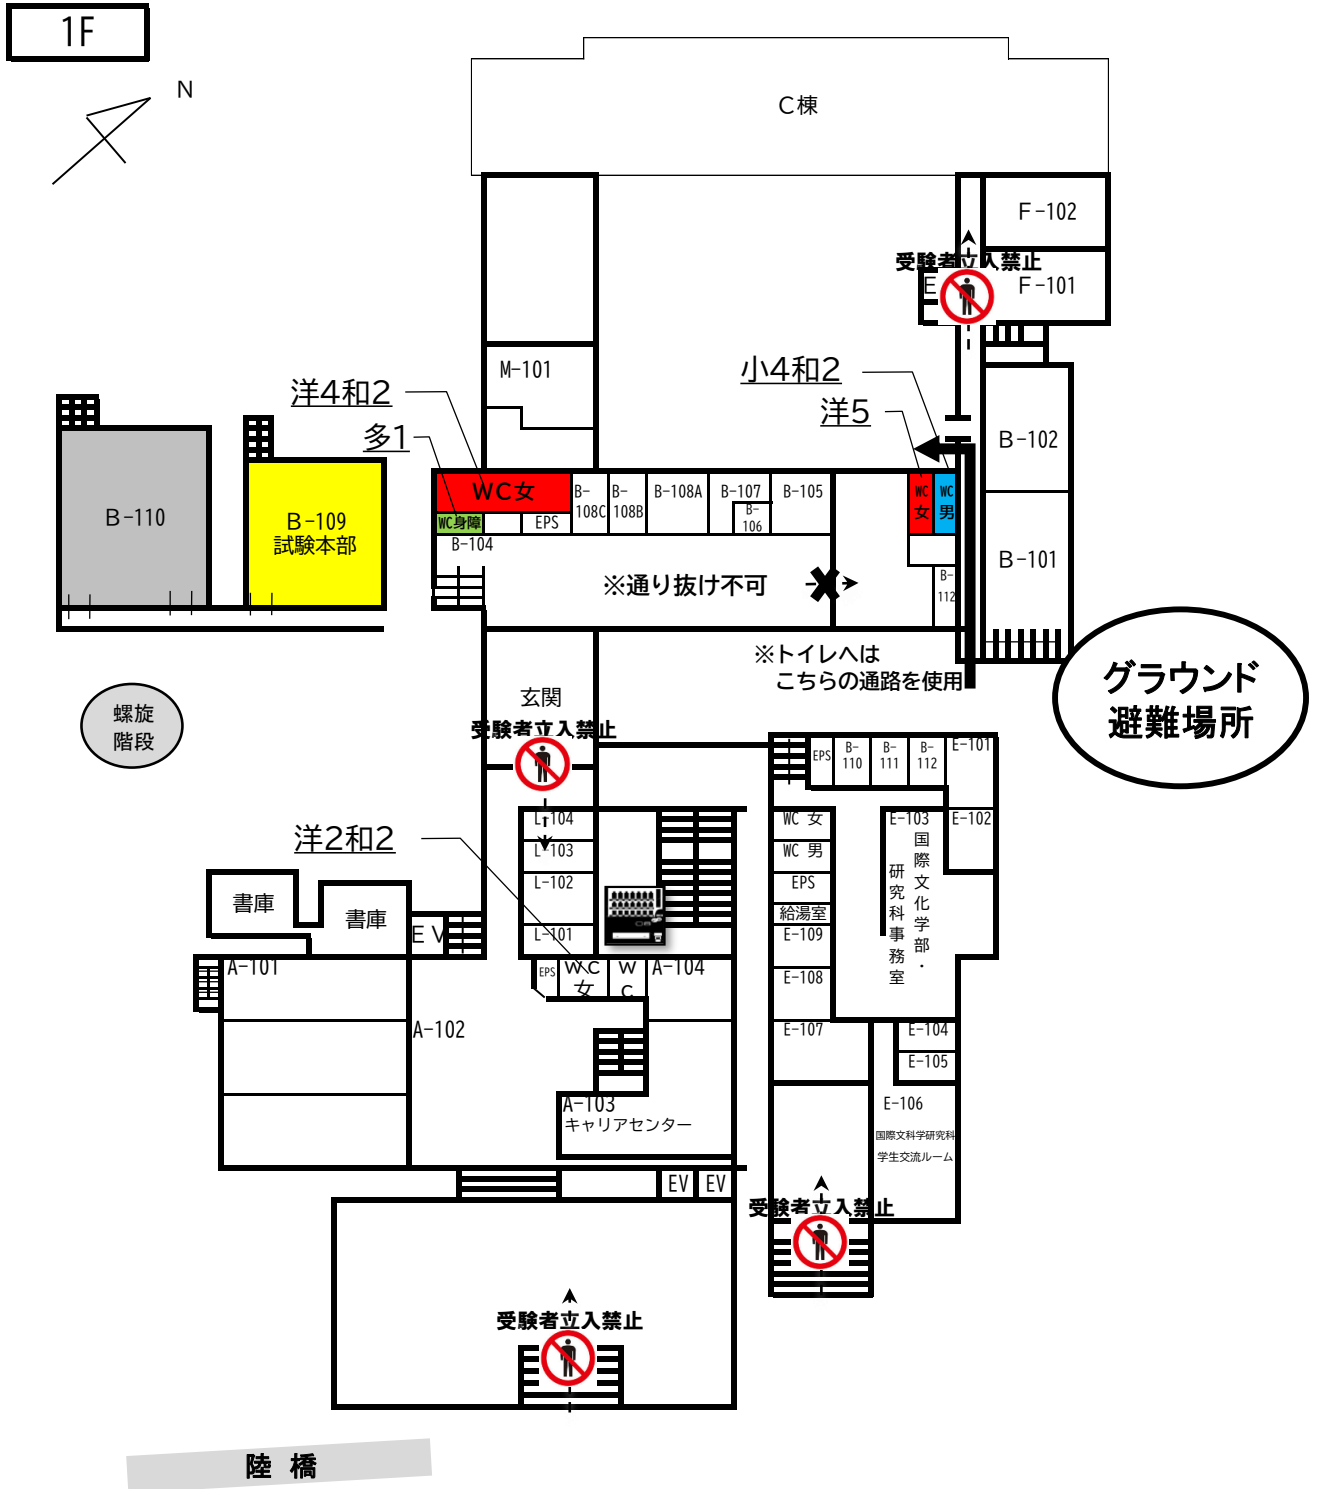 1F
N
C棟
F-102
受験者立入禁止
E
F-101
M-101
小4和2
洋4和2
洋5
多1
B-102
WC女
B-
108C
B-
108B
B-108A
B-107
B-
106
B-105
WC
女
WC
男
WC身障
EPS
B-104
B-110
B-109
試験本部
B-101
※通り抜け不可
B-
112
※トイレへは
こちらの通路を使用
グラウンド
避難場所
螺旋
階段
玄関
受験者立入禁止
EPS
B-
110
B-
111
B-
112
E-101
L-104
L-103
L-102
L-101
WC 女
WC 男
EPS
給湯室
E-109
E-108
E-107
E-103
国際文化学部・
研究科事務室
E-102
洋2和2
書庫
書庫
EV
A-101
EPS
WC
女
W
C
A-104
A-102
E-104
E-105
A-103
キャリアセンター
E-106
国際文科学研究科
学生交流ルーム
EV
EV
受験者立入禁止
受験者立入禁止
陸橋